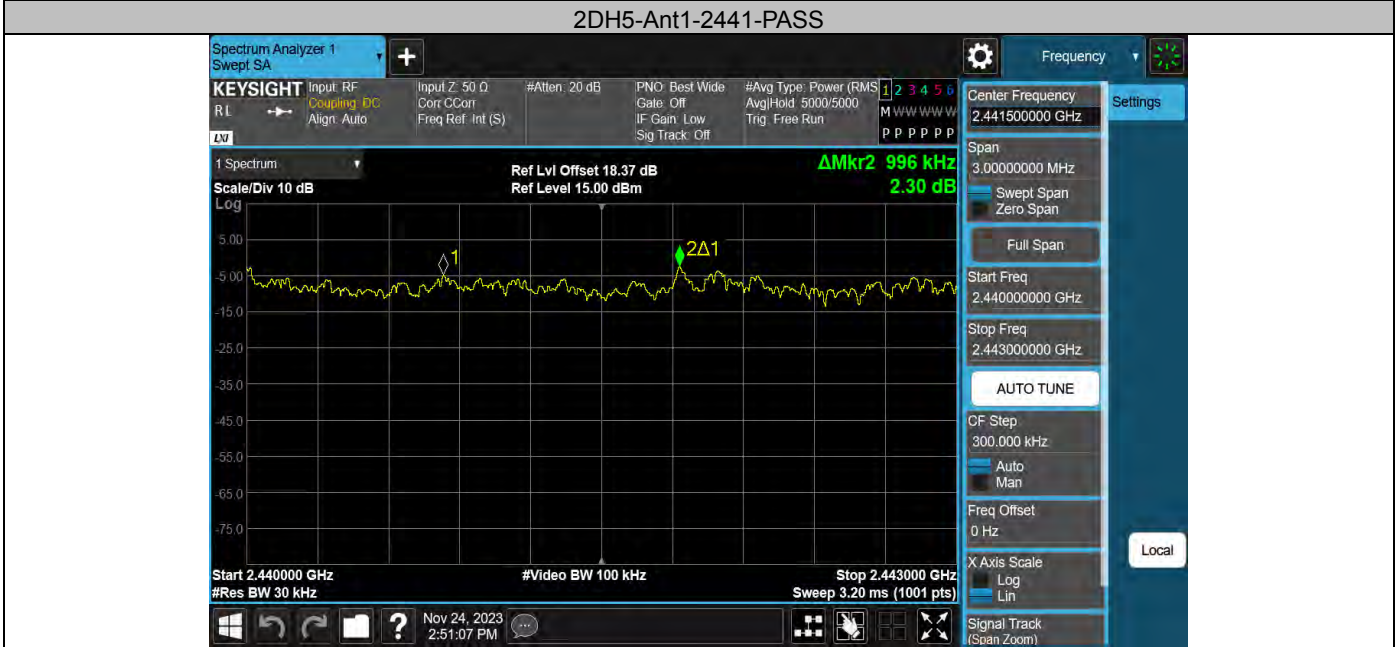 2DH5-Ant1-2441-PASS
Spectrum Analyzer 1
Swept SA
+
Frequency
KEYSIGHT
RL
LXI
Input: RF
Coupling: DC
Align: Auto
Input Z: 50 Ω
Corr CCorr
Freq Ref: Int (S)
#Atten: 20 dB
PNO: Best Wide
Gate: Off
IF Gain: Low
Sig Track: Off
#Avg Type: Power (RMS
Avg|Hold: 5000/5000
Trig: Free Run
1 2 3 4 5 6
M W W W W W
P P P P P P
1 Spectrum
Scale/Div 10 dB
Log
Ref Lvl Offset 18.37 dB
Ref Level 15.00 dBm
ΔMkr2 996 kHz
2.30 dB
5.00
-5.00
-15.0
-25.0
-35.0
-45.0
-55.0
-65.0
-75.0
1
2Δ1
Start 2.440000 GHz
#Res BW 30 kHz
#Video BW 100 kHz
Stop 2.443000 GHz
Sweep 3.20 ms (1001 pts)
?
Nov 24, 2023
2:51:07 PM
Center Frequency
2.441500000 GHz
Settings
Span
3.00000000 MHz
Swept Span
Zero Span
Full Span
Start Freq
2.440000000 GHz
Stop Freq
2.443000000 GHz
AUTO TUNE
CF Step
300.000 kHz
Auto
Man
Freq Offset
0 Hz
X Axis Scale
Log
Lin
Local
Signal Track
(Span Zoom)